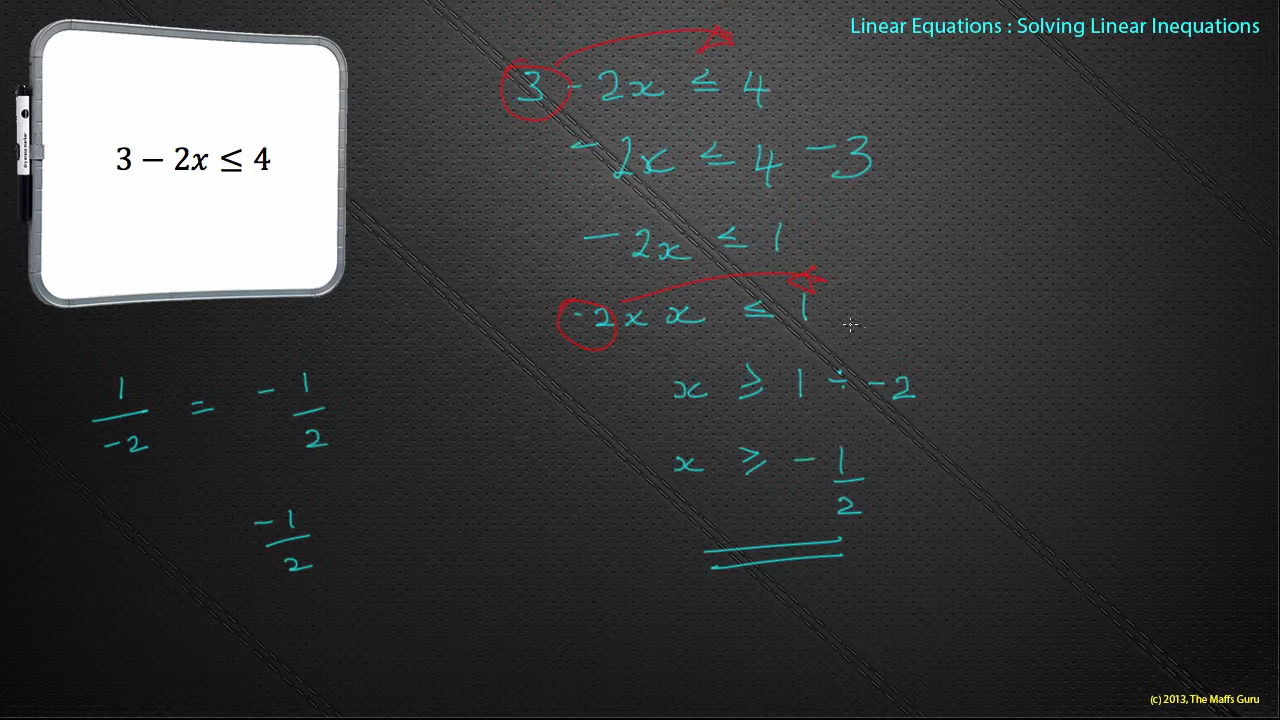 Linear Equations : Solving Linear Inequations
3 − 2x ≤ 4
3 - 2x ≤ 4
-2x ≤ 4 -3
-2x ≤ 1
-2 × x ≤ 1
x ≥ 1 ÷ -2
x ≥ - 1/2
1/-2 = - 1/2
-1/2
(c) 2013, The Maffs Guru